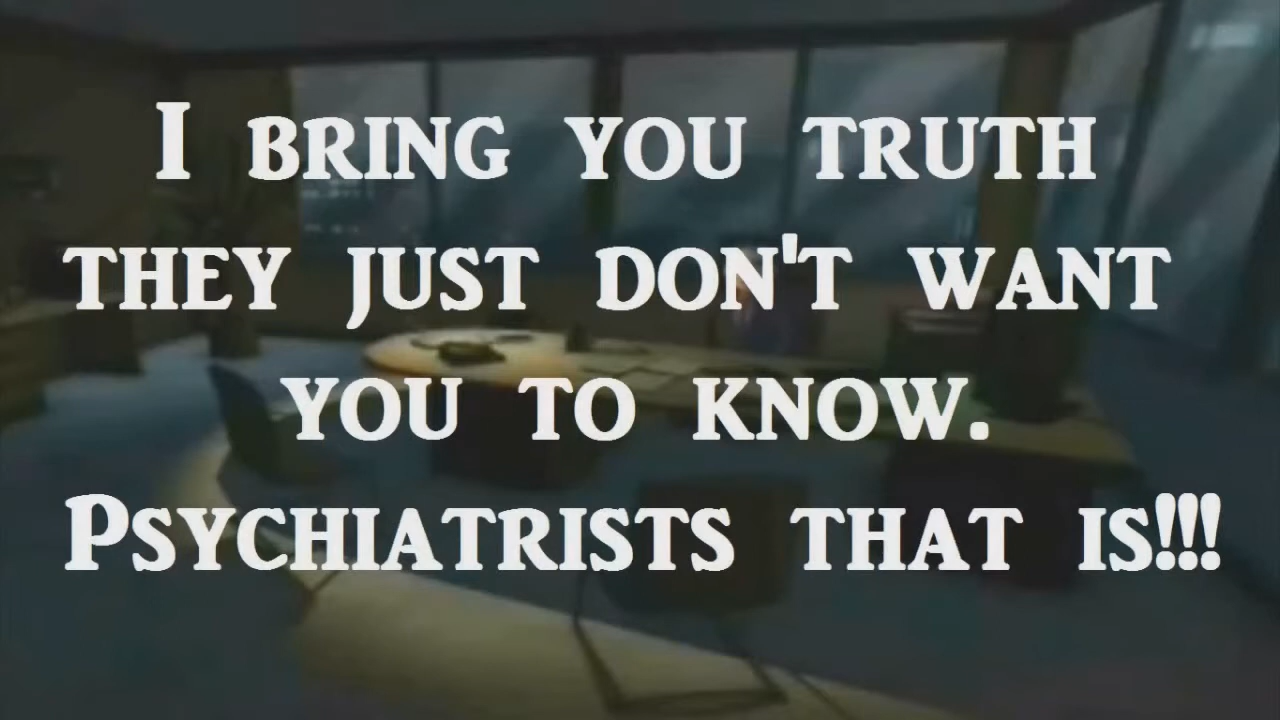 I bring you truth
they just don't want
you to know.
Psychiatrists that is!!!